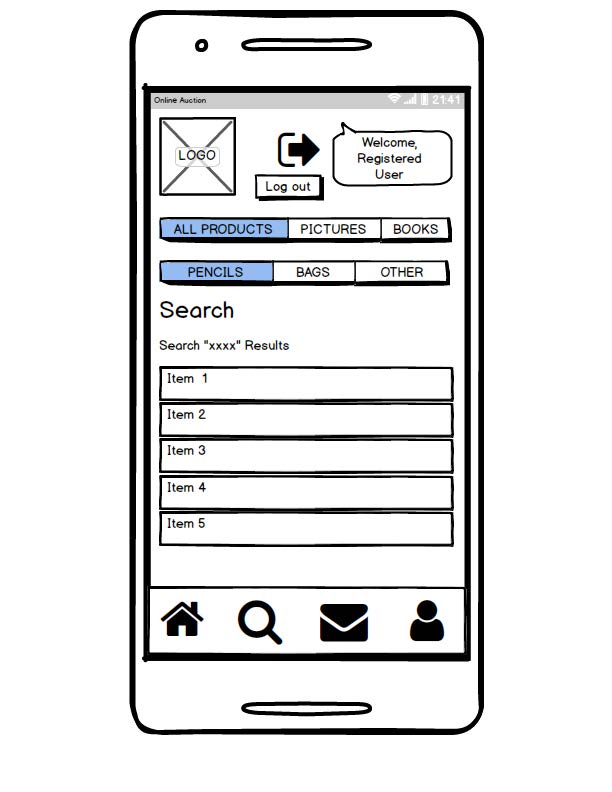 Online Auction 21:41
LOGO
Welcome,
Registered
User
Log out
ALL PRODUCTS PICTURES BOOKS
PENCILS BAGS OTHER
Search
Search "xxxx" Results
Item  1
Item 2
Item 3
Item 4
Item 5